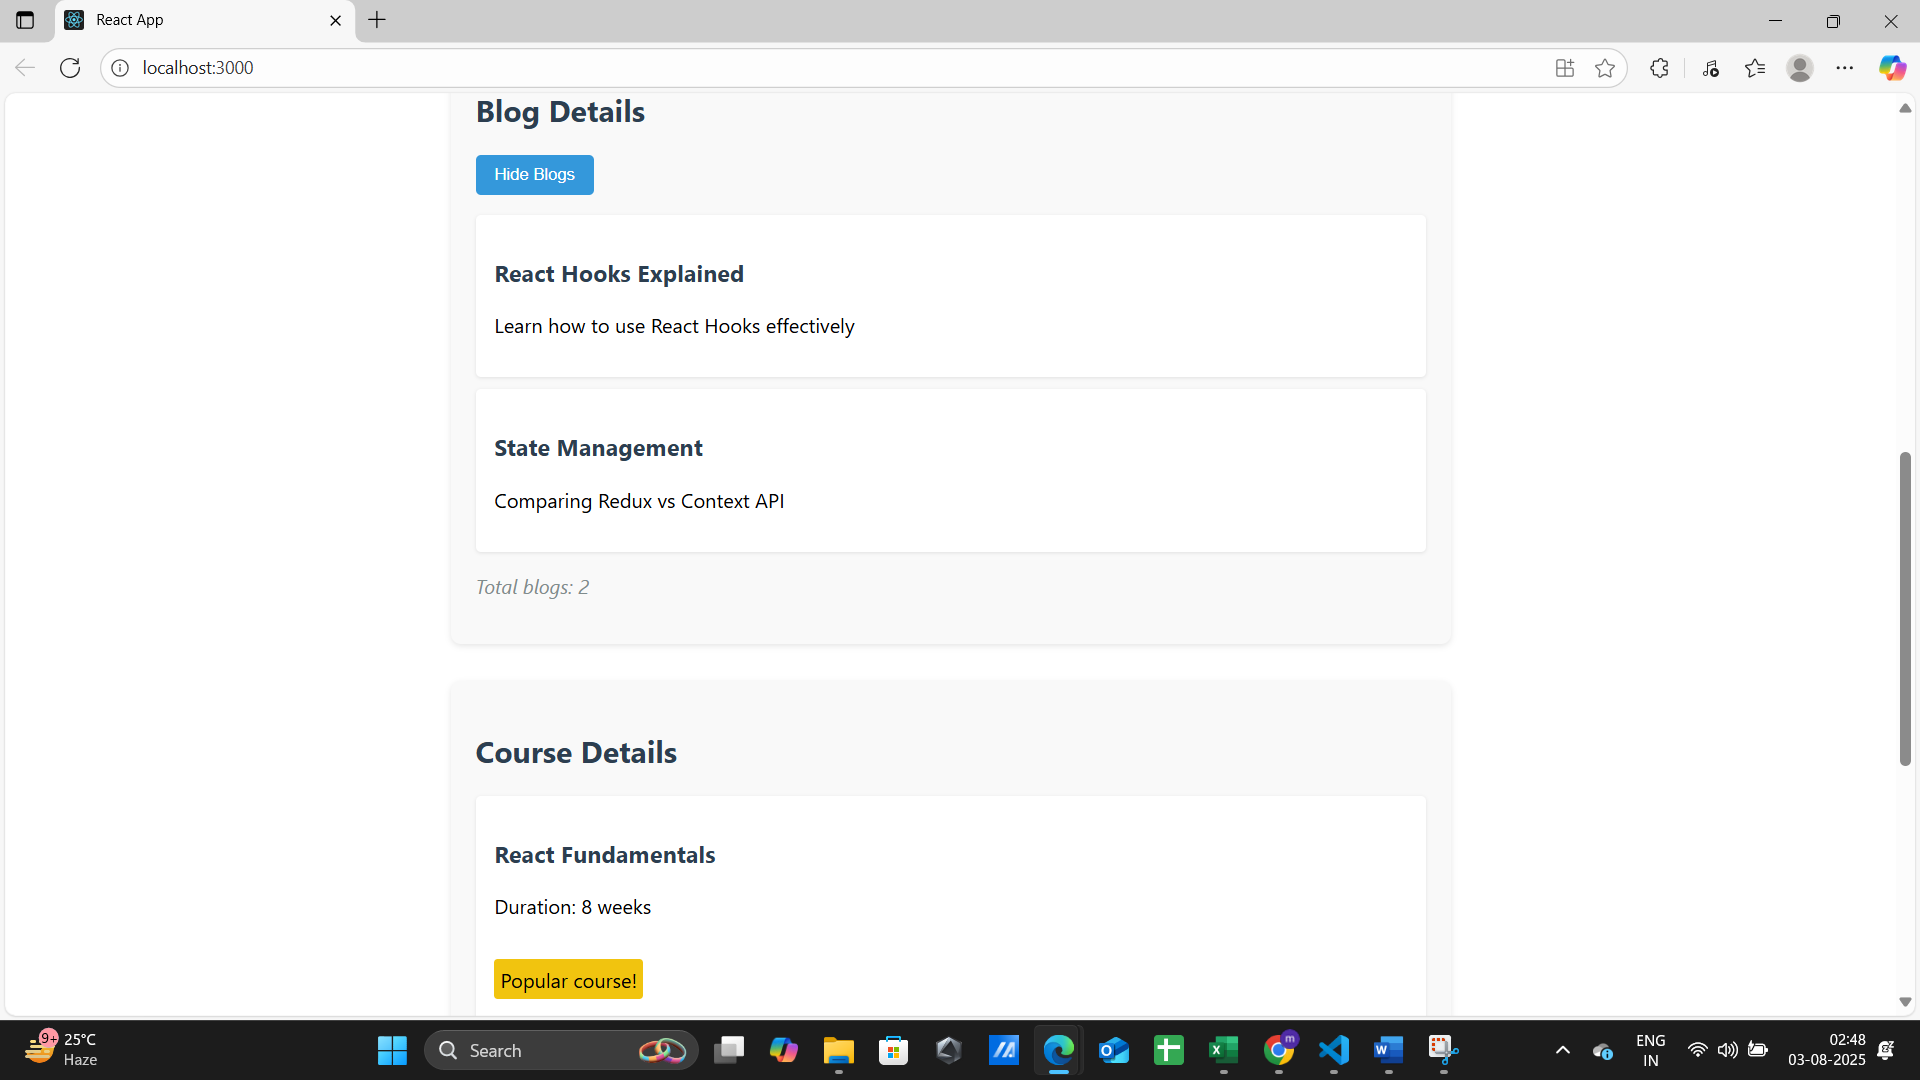 React App
localhost:3000
Blog Details
Hide Blogs
React Hooks Explained
Learn how to use React Hooks effectively
State Management
Comparing Redux vs Context API
Total blogs: 2
Course Details
React Fundamentals
Duration: 8 weeks
Popular course!
9+
25°C
Haze
Search
m
ENG
IN
02:48
03-08-2025